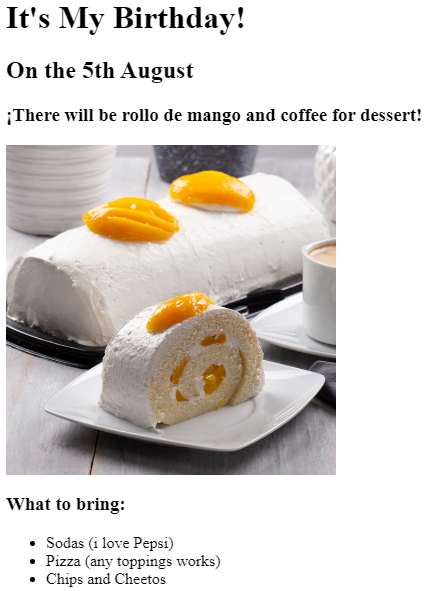 It's My Birthday!
On the 5th August
¡There will be rollo de mango and coffee for dessert!
What to bring:
• Sodas (i love Pepsi)
• Pizza (any toppings works)
• Chips and Cheetos